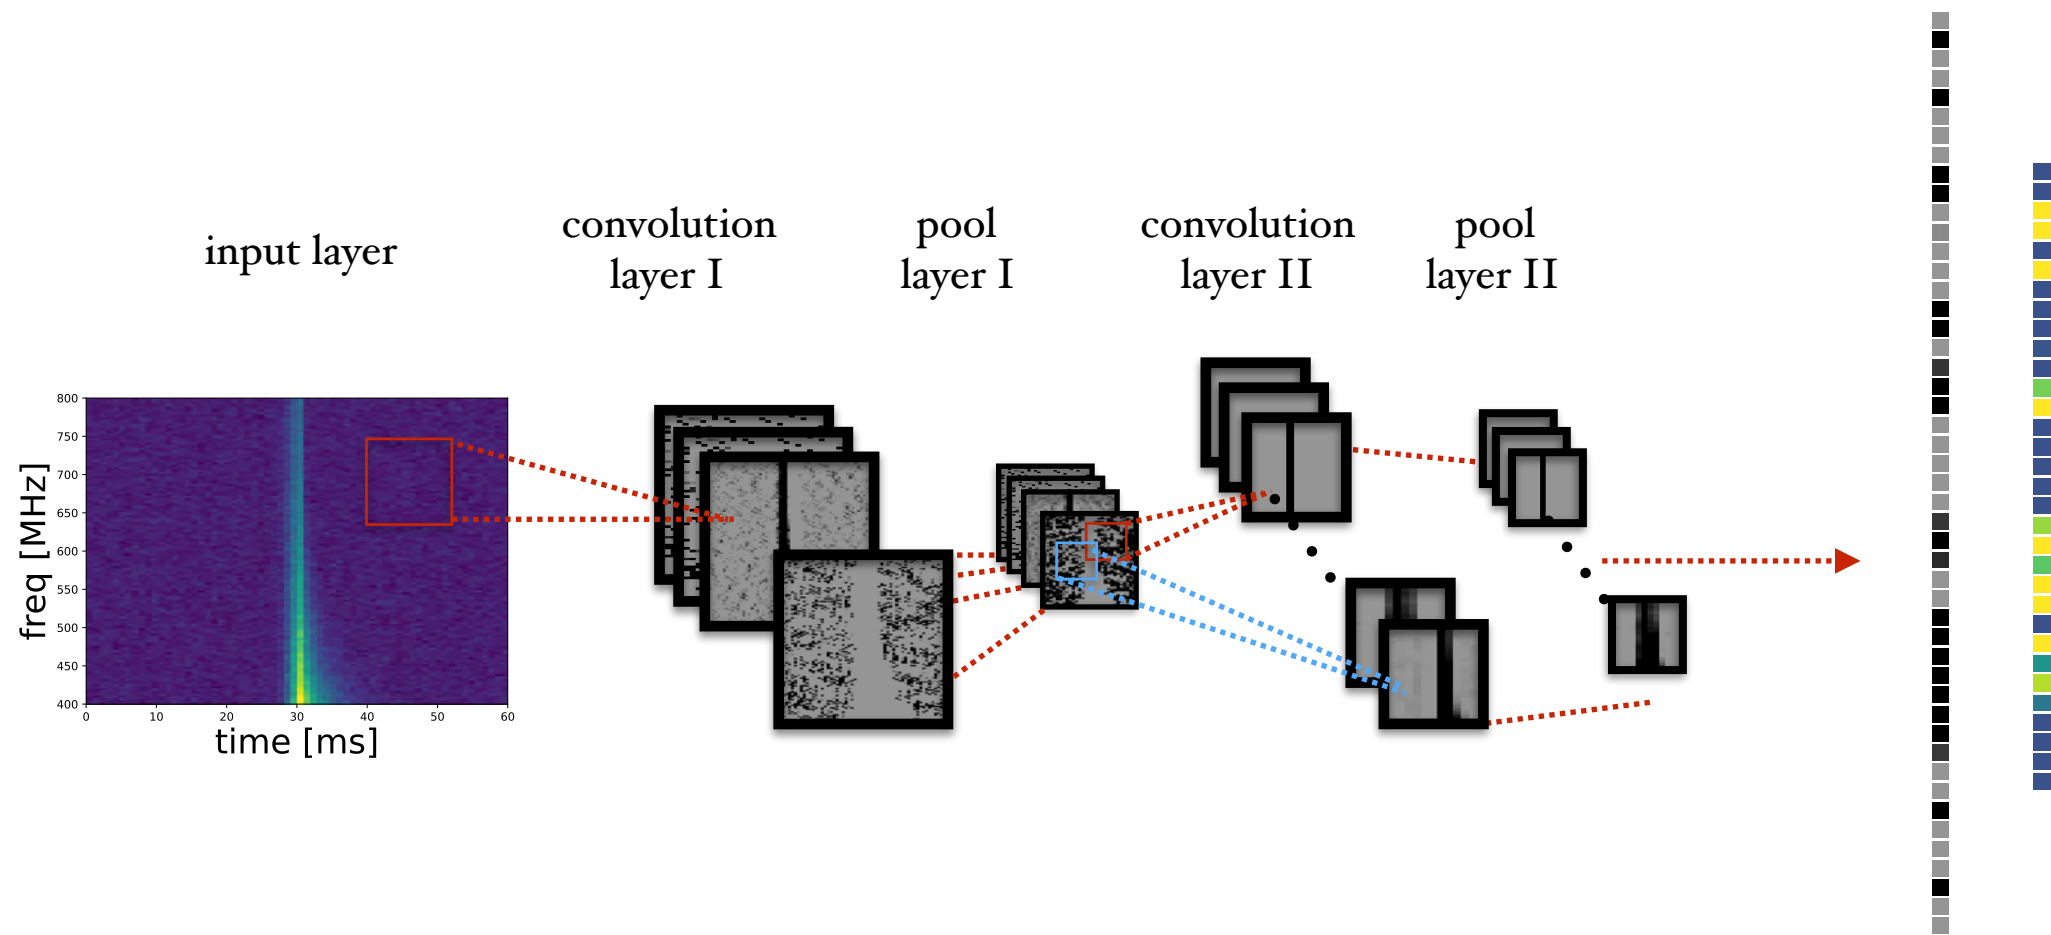 input layer
convolution
layer I
pool
layer I
convolution
layer II
pool
layer II
freq [MHz]
800
750
700
650
600
550
500
450
400
0 10 20 30 40 50 60
time [ms]